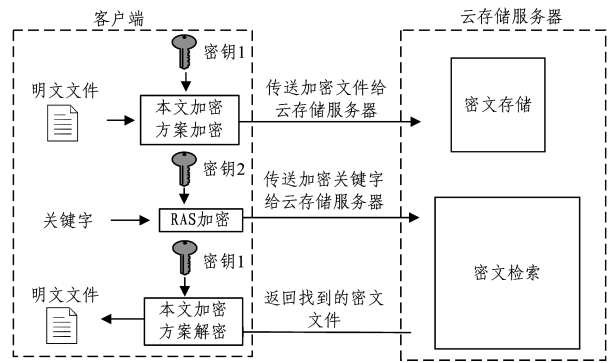 客户端
云存储服务器
密钥1
明文文件
本文加密
方案加密
传送加密文件给
云存储服务器
密文存储
密钥2
关键字
RAS加密
传送加密关键字
给云存储服务器
密文检索
密钥1
明文文件
本文加密
方案解密
返回找到的密文
文件